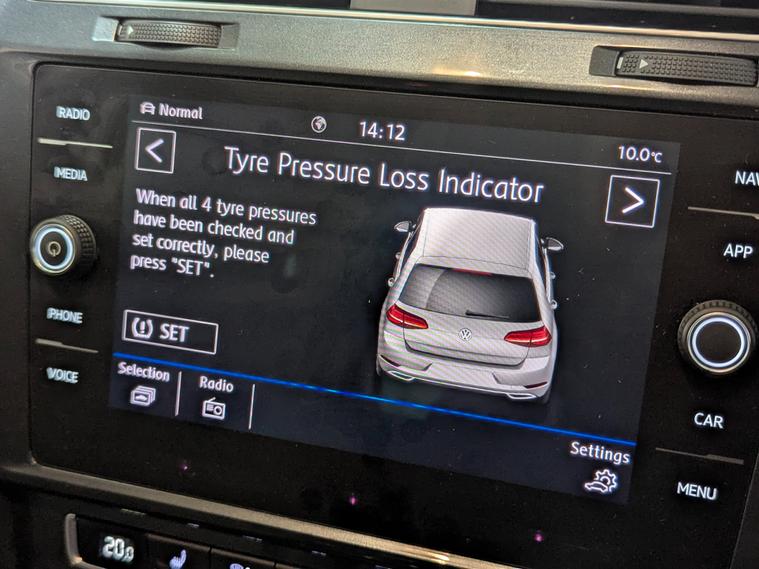 RADIO
MEDIA
PHONE
VOICE
Normal
14:12
10.0°C
Tyre Pressure Loss Indicator
When all 4 tyre pressures
have been checked and
set correctly, please
press "SET".
SET
Selection
Radio
Settings
NAV
APP
CAR
MENU
20.0